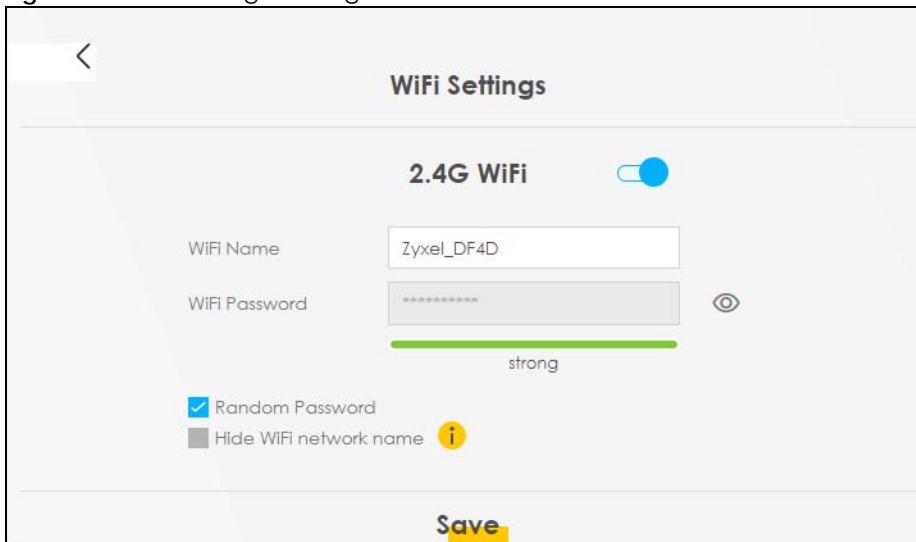 WiFi Settings
2.4G WiFi
WiFi Name
Zyxel_DF4D
WiFi Password
**********
strong
Random Password
Hide WiFi network name i
Save